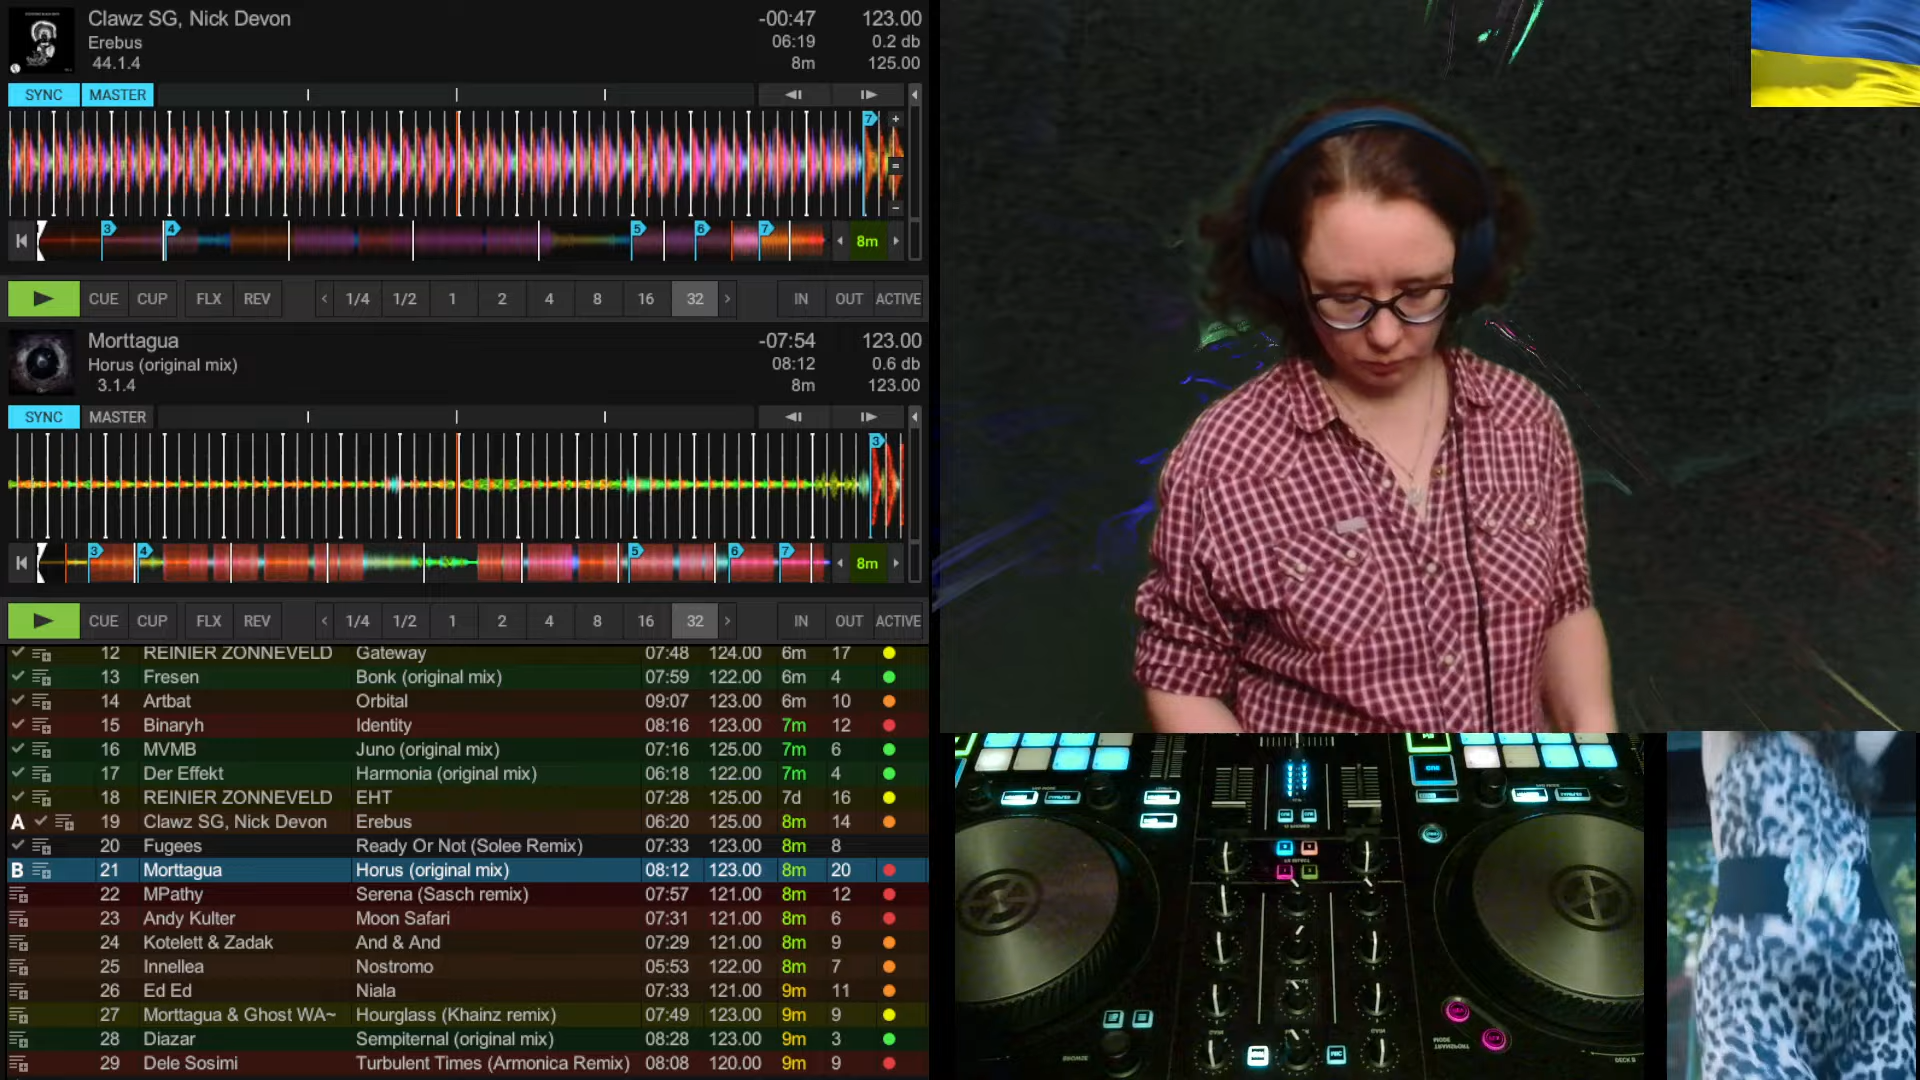 Clawz SG, Nick Devon -00:47 123.00
Erebus 06:19 0.2 db
44.1.4 8m 125.00
SYNC MASTER
7
3 4 5 6 7 8m
CUE CUP FLX REV 1/4 1/2 1 2 4 8 16 32 IN OUT ACTIVE
Morttagua -07:54 123.00
Horus (original mix) 08:12 0.6 db
3.1.4 8m 123.00
SYNC MASTER
3
3 4 5 6 7 8m
CUE CUP FLX REV 1/4 1/2 1 2 4 8 16 32 IN OUT ACTIVE
12 REINIER ZONNEVELD Gateway 07:48 124.00 6m 17
13 Fresen Bonk (original mix) 07:59 122.00 6m 4
14 Artbat Orbital 09:07 123.00 6m 10
15 Binaryh Identity 08:16 123.00 7m 12
16 MVMB Juno (original mix) 07:16 125.00 7m 6
17 Der Effekt Harmonia (original mix) 06:18 122.00 7m 4
18 REINIER ZONNEVELD EHT 07:28 125.00 7d 16
A 19 Clawz SG, Nick Devon Erebus 06:20 125.00 8m 14
20 Fugees Ready Or Not (Solee Remix) 07:33 123.00 8m 8
B 21 Morttagua Horus (original mix) 08:12 123.00 8m 20
22 MPathy Serena (Sasch remix) 07:57 121.00 8m 12
23 Andy Kulter Moon Safari 07:31 121.00 8m 6
24 Kotelett & Zadak And & And 07:29 121.00 8m 9
25 Innellea Nostromo 05:53 122.00 8m 7
26 Ed Ed Niala 07:33 121.00 9m 11
27 Morttagua & Ghost WA~ Hourglass (Khainz remix) 07:49 123.00 9m 9
28 Diazar Sempiternal (original mix) 08:28 123.00 9m 3
29 Dele Sosimi Turbulent Times (Armonica Remix) 08:08 120.00 9m 9